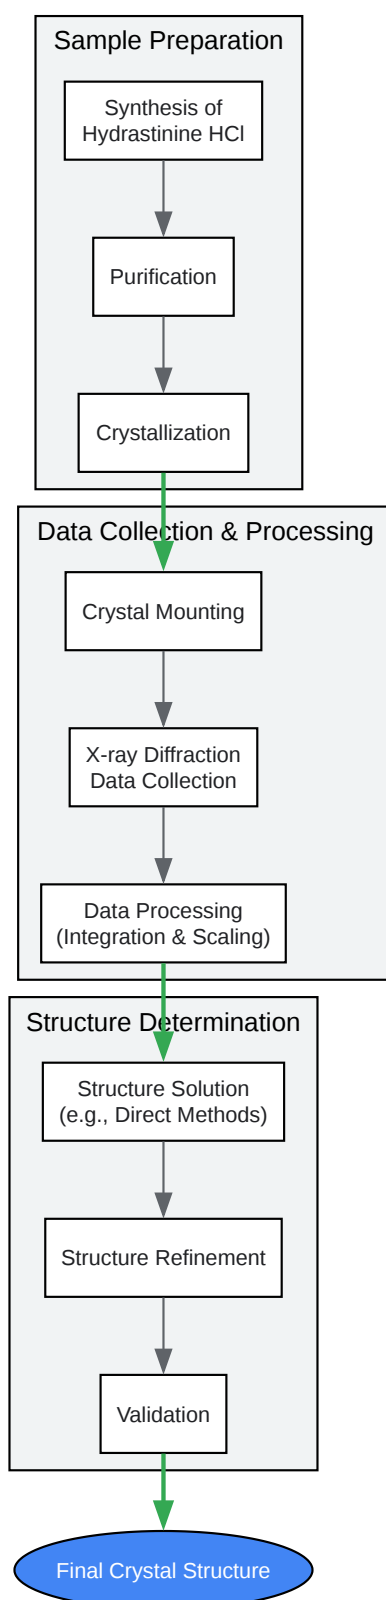 Sample Preparation
Synthesis of
Hydrastinine HCl
Purification
Crystallization
Data Collection & Processing
Crystal Mounting
X-ray Diffraction
Data Collection
Data Processing
(Integration & Scaling)
Structure Determination
Structure Solution
(e.g., Direct Methods)
Structure Refinement
Validation
Final Crystal Structure